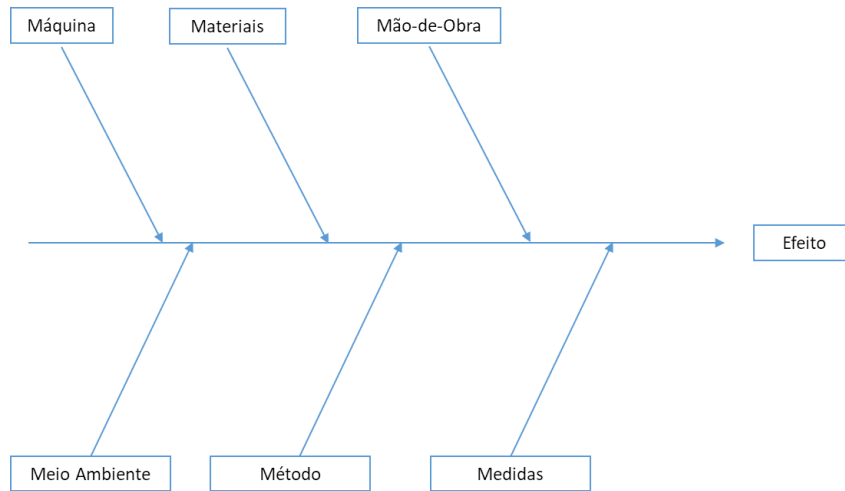 Máquina
Materiais
Mão-de-Obra
Efeito
Meio Ambiente
Método
Medidas